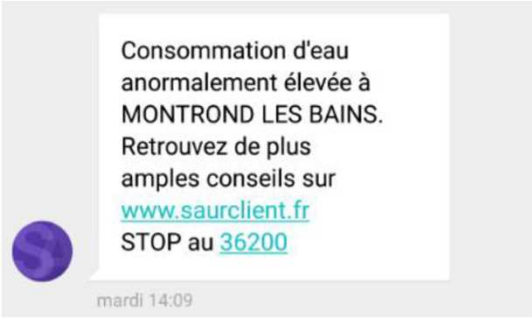 Consommation d'eau
anormalement élevée à
MONTROND LES BAINS.
Retrouvez de plus
amples conseils sur
www.saurclient.fr
STOP au 36200
S
mardi 14:09